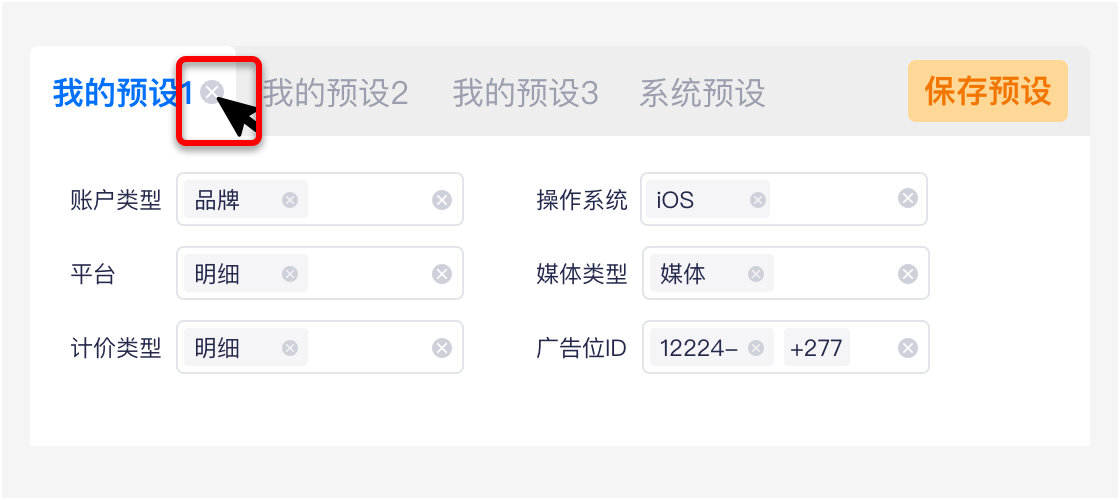 我的预设1 我的预设2 我的预设3 系统预设 保存预设
账户类型 品牌 操作系统 iOS
平台 明细 媒体类型 媒体
计价类型 明细 广告位ID 12224- +277